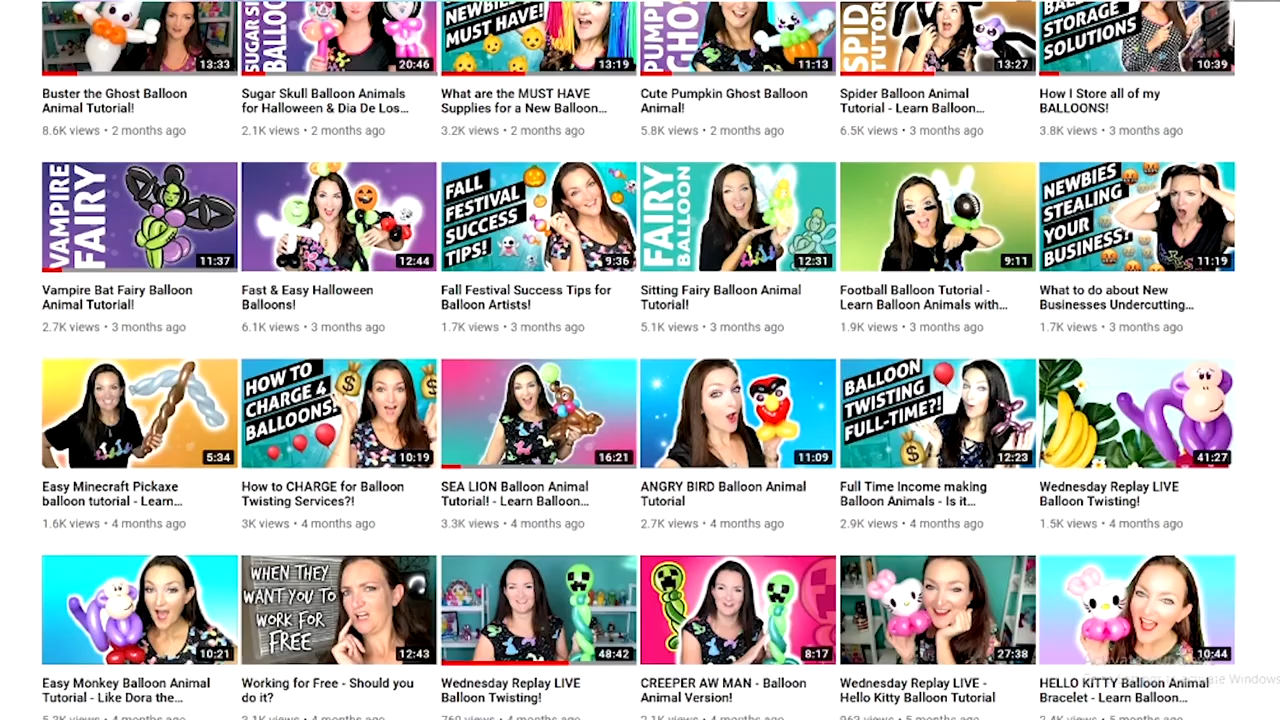 SUGAR S
BALLOO
NEWBIES
MUST HAVE!
PUMP
GHOS
SPID
TUTOR
BALLOON
STORAGE
SOLUTIONS
13:33
20:46
13:19
11:13
13:27
10:39
Buster the Ghost Balloon
Animal Tutorial!
8.6K views • 2 months ago
Sugar Skull Balloon Animals
for Halloween & Dia De Los...
2.1K views • 2 months ago
What are the MUST HAVE
Supplies for a New Balloon...
3.2K views • 2 months ago
Cute Pumpkin Ghost Balloon
Animal!
5.8K views • 2 months ago
Spider Balloon Animal
Tutorial - Learn Balloon...
6.5K views • 3 months ago
How I Store all of my
BALLOONS!
3.8K views • 3 months ago
VAMPIRE
FAIRY
FALL
FESTIVAL
SUCCESS
TIPS!
FAIRY
BALLOON
NEWBIES
STEALING
YOUR
BUSINESS?
11:37
12:44
9:36
12:31
9:11
11:19
Vampire Bat Fairy Balloon
Animal Tutorial!
2.7K views • 3 months ago
Fast & Easy Halloween
Balloons!
6.1K views • 3 months ago
Fall Festival Success Tips for
Balloon Artists!
1.7K views • 3 months ago
Sitting Fairy Balloon Animal
Tutorial!
5.1K views • 3 months ago
Football Balloon Tutorial -
Learn Balloon Animals with...
1.9K views • 3 months ago
What to do about New
Businesses Undercutting...
1.7K views • 3 months ago
HOW TO
CHARGE 4
BALLOONS!
BALLOON
TWISTING
FULL-TIME?!
5:34
10:19
16:21
11:09
12:23
41:27
Easy Minecraft Pickaxe
balloon tutorial - Learn...
1.6K views • 4 months ago
How to CHARGE for Balloon
Twisting Services?!
3K views • 4 months ago
SEA LION Balloon Animal
Tutorial! - Learn Balloon...
3.3K views • 4 months ago
ANGRY BIRD Balloon Animal
Tutorial
2.7K views • 4 months ago
Full Time Income making
Balloon Animals - Is it...
2.9K views • 4 months ago
Wednesday Replay LIVE
Balloon Twisting!
1.5K views • 4 months ago
WHEN THEY
WANT YOU TO
WORK FOR
FREE
10:21
12:43
48:42
8:17
27:38
10:44
Easy Monkey Balloon Animal
Tutorial - Like Dora the...
Working for Free - Should you
do it?
Wednesday Replay LIVE
Balloon Twisting!
CREEPER AW MAN - Balloon
Animal Version!
Wednesday Replay LIVE -
Hello Kitty Balloon Tutorial
HELLO KITTY Balloon Animal
Bracelet - Learn Balloon...